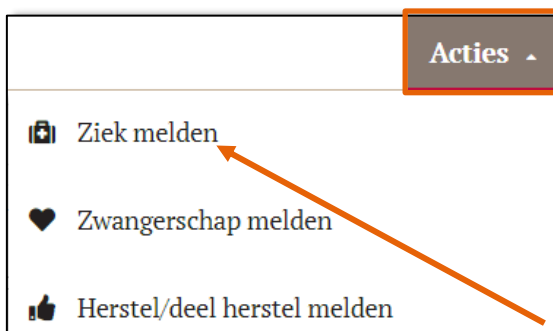 Acties
Ziek melden
Zwangerschap melden
Herstel/deel herstel melden